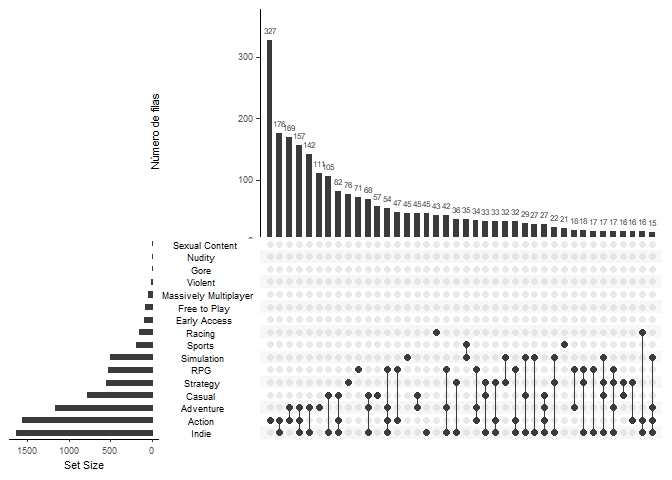 327
176 169 157 142 111 105 82 76 71 68 57 54 47 45 45 45 43 42 36 35 34 33 33 32 32 29 27 27 22 21 18 18 17 17 17 16 16 16 15
300
200
100
Número de filas
Sexual Content
Nudity
Gore
Violent
Massively Multiplayer
Free to Play
Early Access
Racing
Sports
Simulation
RPG
Strategy
Casual
Adventure
Action
Indie
1500 1000 500 0
Set Size